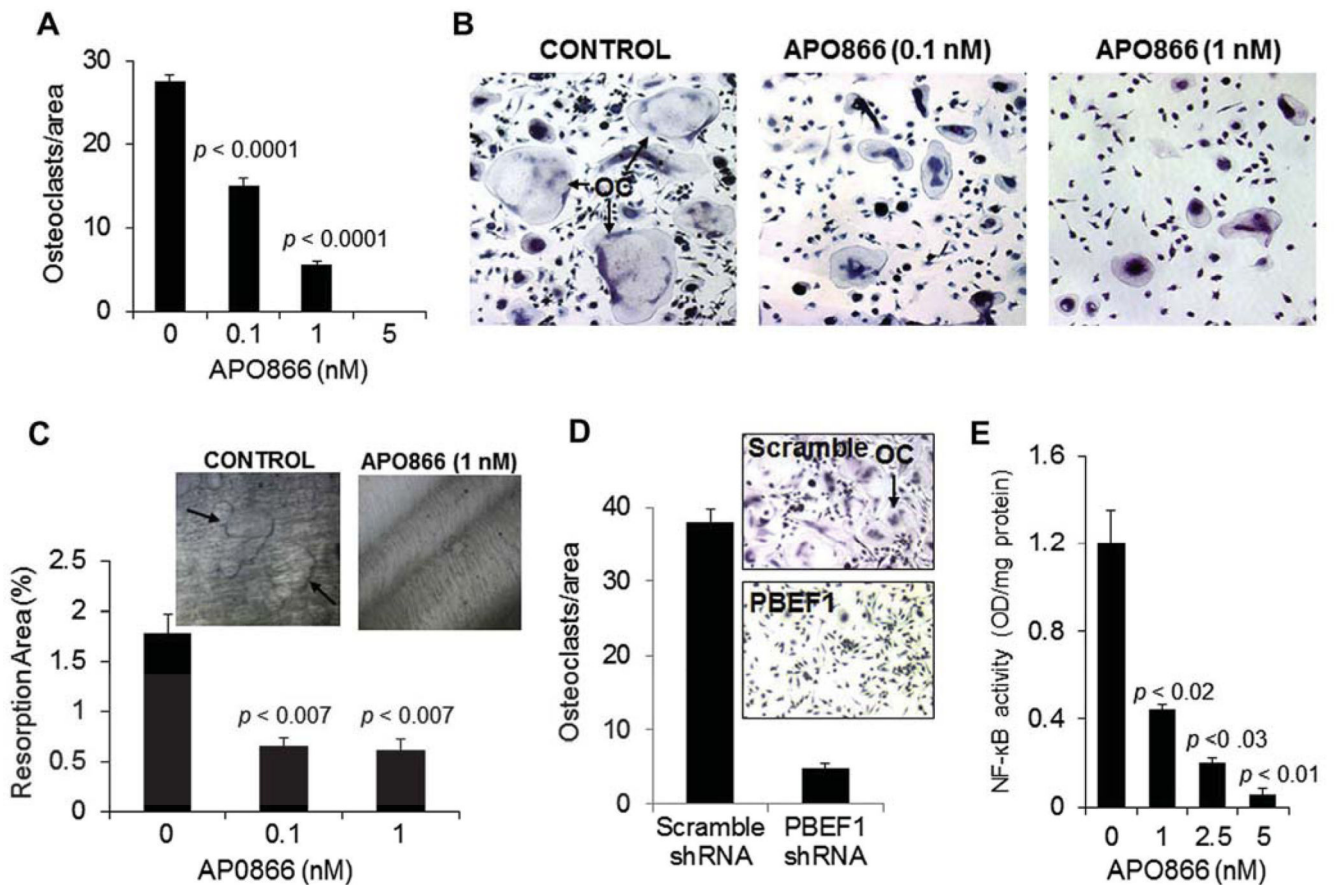 A
Osteoclasts/area
30
20
10
0
p < 0.0001
p < 0.0001
0 0.1 1 5
APO866 (nM)
B
CONTROL
APO866 (0.1 nM)
APO866 (1 nM)
OC
C
CONTROL
APO866 (1 nM)
Resorption Area (%)
2.5
2
1.5
1
0.5
0
p < 0.007
p < 0.007
0 0.1 1
AP0866 (nM)
D
Scramble OC
PBEF1
Osteoclasts/area
40
30
20
10
0
Scramble shRNA
PBEF1 shRNA
E
NF-κB activity (OD/mg protein)
1.6
1.2
0.8
0.4
0
p < 0.02
p <0 .03
p < 0.01
0 1 2.5 5
APO866 (nM)